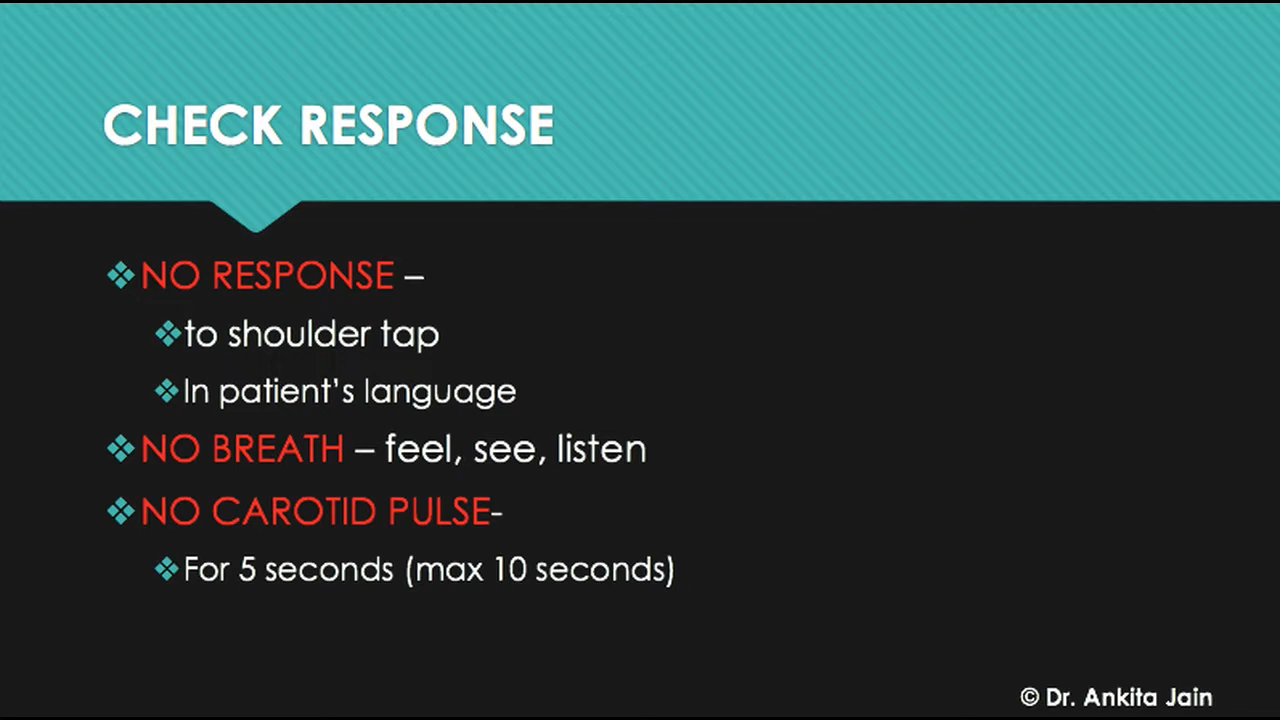 CHECK RESPONSE
NO RESPONSE –
to shoulder tap
In patient's language
NO BREATH – feel, see, listen
NO CAROTID PULSE-
For 5 seconds (max 10 seconds)
© Dr. Ankita Jain